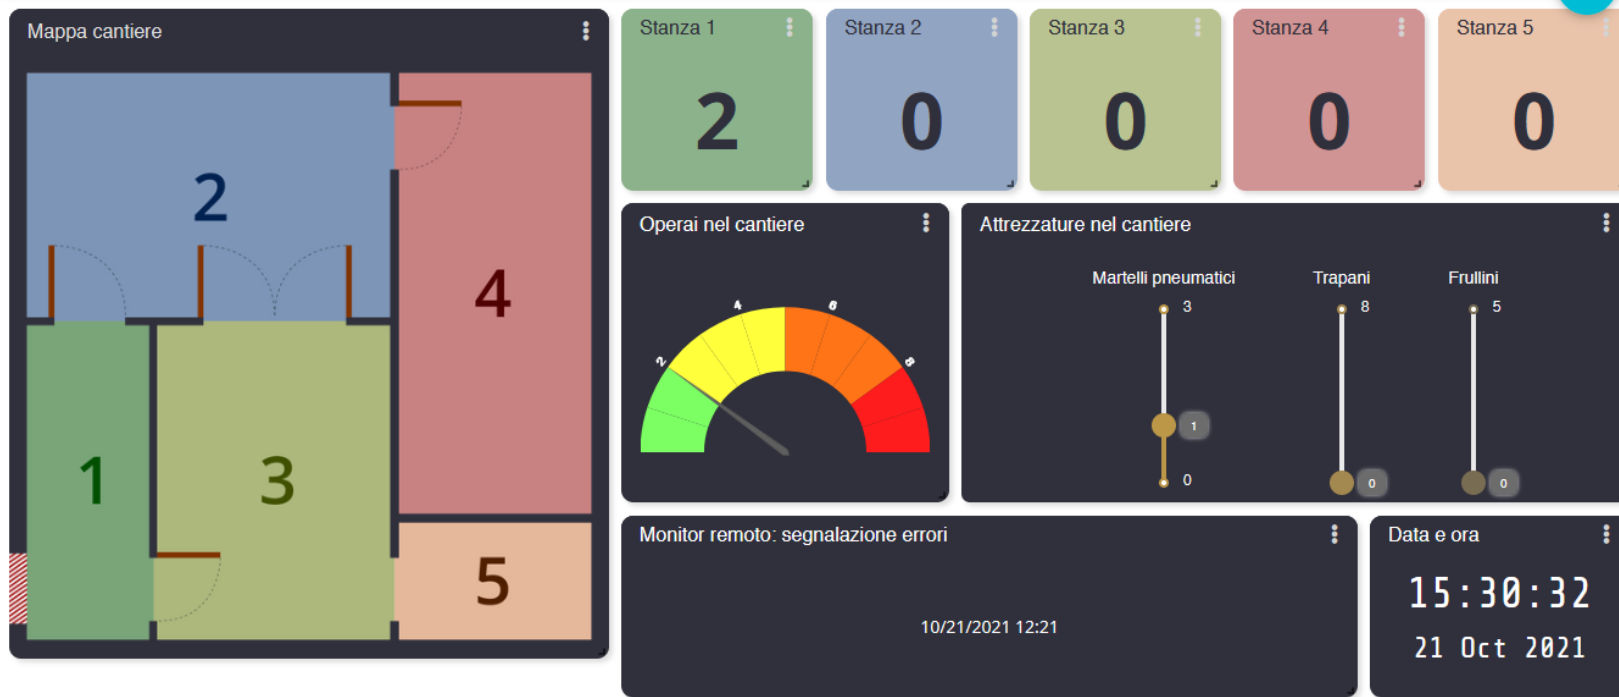 Mappa cantiere
2
4
1
3
5
Stanza 1
2
Stanza 2
0
Stanza 3
0
Stanza 4
0
Stanza 5
0
Operai nel cantiere
2
4
6
8
Attrezzature nel cantiere
Martelli pneumatici
3
1
0
Trapani
8
0
Frullini
5
0
Monitor remoto: segnalazione errori
10/21/2021 12:21
Data e ora
15:30:32
21 Oct 2021